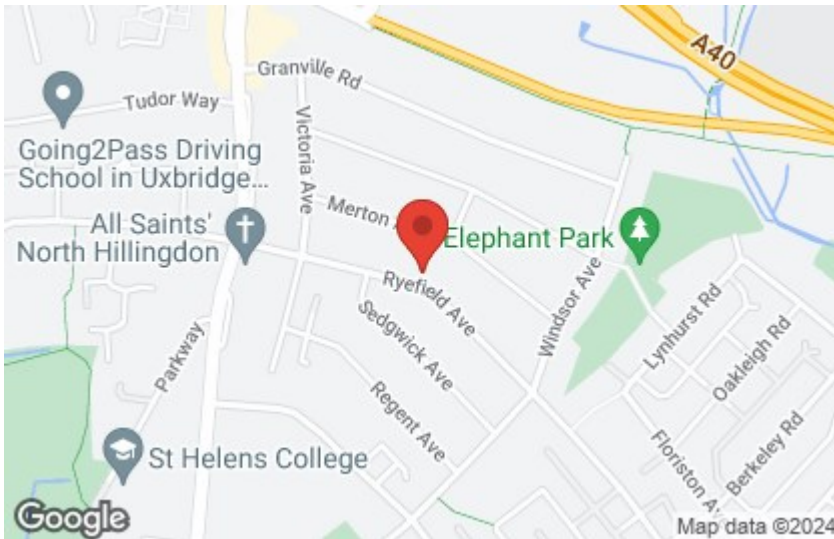 A40
Granville Rd
Tudor Way
Victoria Ave
Going2Pass Driving
School in Uxbridge...
Merton
All Saints'
North Hillingdon
Elephant Park
Ryefield Ave
Windsor Ave
Sedgwick Ave
Lynhurst Rd
Oakleigh Rd
Parkway
Regent Ave
Berkeley Rd
Floriston Ave
St Helens College
Google
Map data ©2024